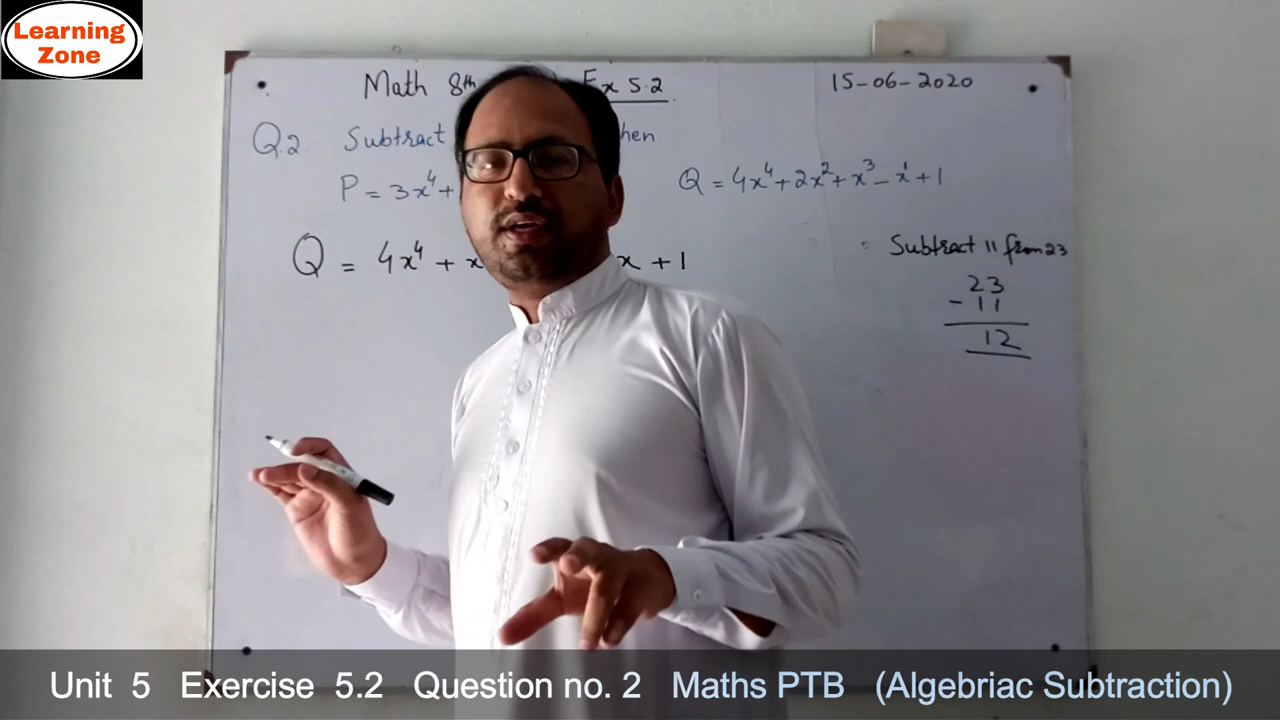 Learning
Zone
Math 8th Ex 5.2 15-06-2020
Q.2 Subtract hen
P = 3x⁴ + Q = 4x⁴ + 2x² + x³ - x + 1
Subtract 11 from 23
Q = 4x⁴ + x x + 1
23
- 11
12
Unit 5 Exercise 5.2 Question no. 2 Maths PTB (Algebriac Subtraction)